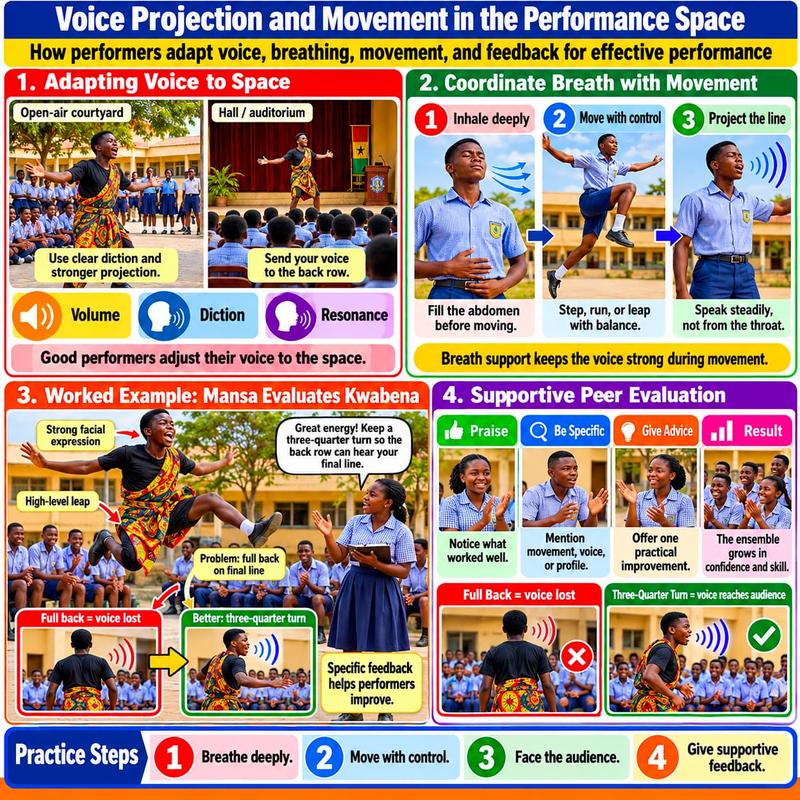 Voice Projection and Movement in the Performance Space
How performers adapt voice, breathing, movement, and feedback for effective performance
1. Adapting Voice to Space
Open-air courtyard
Hall / auditorium
Use clear diction and
stronger projection.
Send your voice
to the back row.
Volume
Diction
Resonance
Good performers adjust their voice to the space.
2. Coordinate Breath with Movement
1 Inhale deeply
2 Move with control
3 Project the line
Fill the abdomen
before moving.
Step, run, or leap
with balance.
Speak steadily,
not from the throat.
Breath support keeps the voice strong during movement.
3. Worked Example: Mansa Evaluates Kwabena
Strong facial
expression
Great energy! Keep a
three-quarter turn so the
back row can hear your
final line.
High-level leap
Problem: full back
on final line
Full back = voice lost
Better: three-quarter turn
Specific feedback
helps performers
improve.
4. Supportive Peer Evaluation
Praise
Be Specific
Give Advice
Result
Notice what
worked well.
Mention
movement, voice,
or profile.
Offer one
practical
improvement.
The ensemble
grows in
confidence and skill.
Full Back = voice lost
Three-Quarter Turn = voice reaches audience
Practice Steps
1 Breathe deeply.
2 Move with control.
3 Face the audience.
4 Give supportive
feedback.